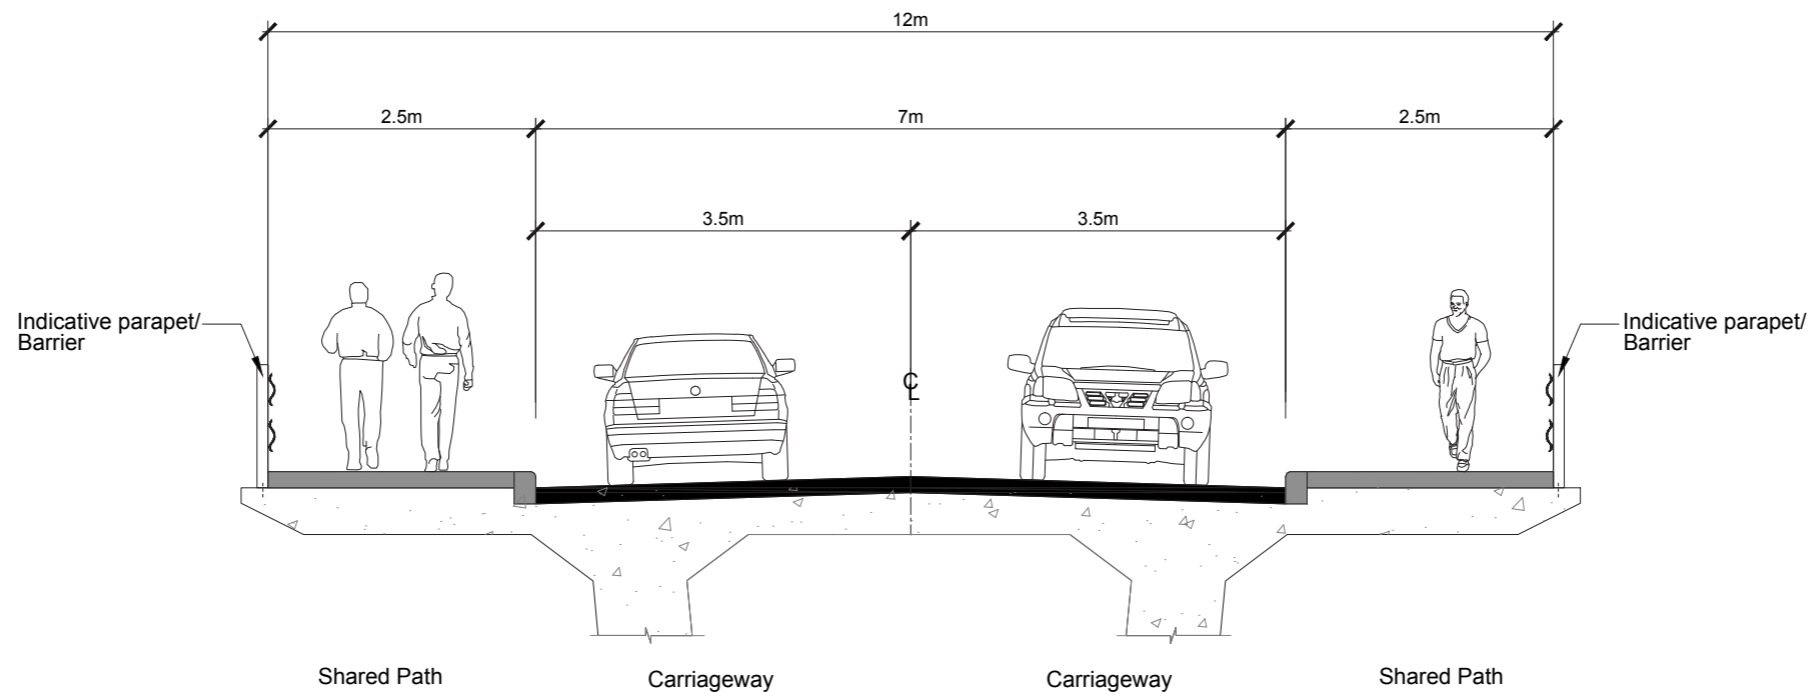 12m
2.5m
7m
2.5m
3.5m
3.5m
Indicative parapet/
Barrier
Indicative parapet/
Barrier
CL
Shared Path
Carriageway
Carriageway
Shared Path